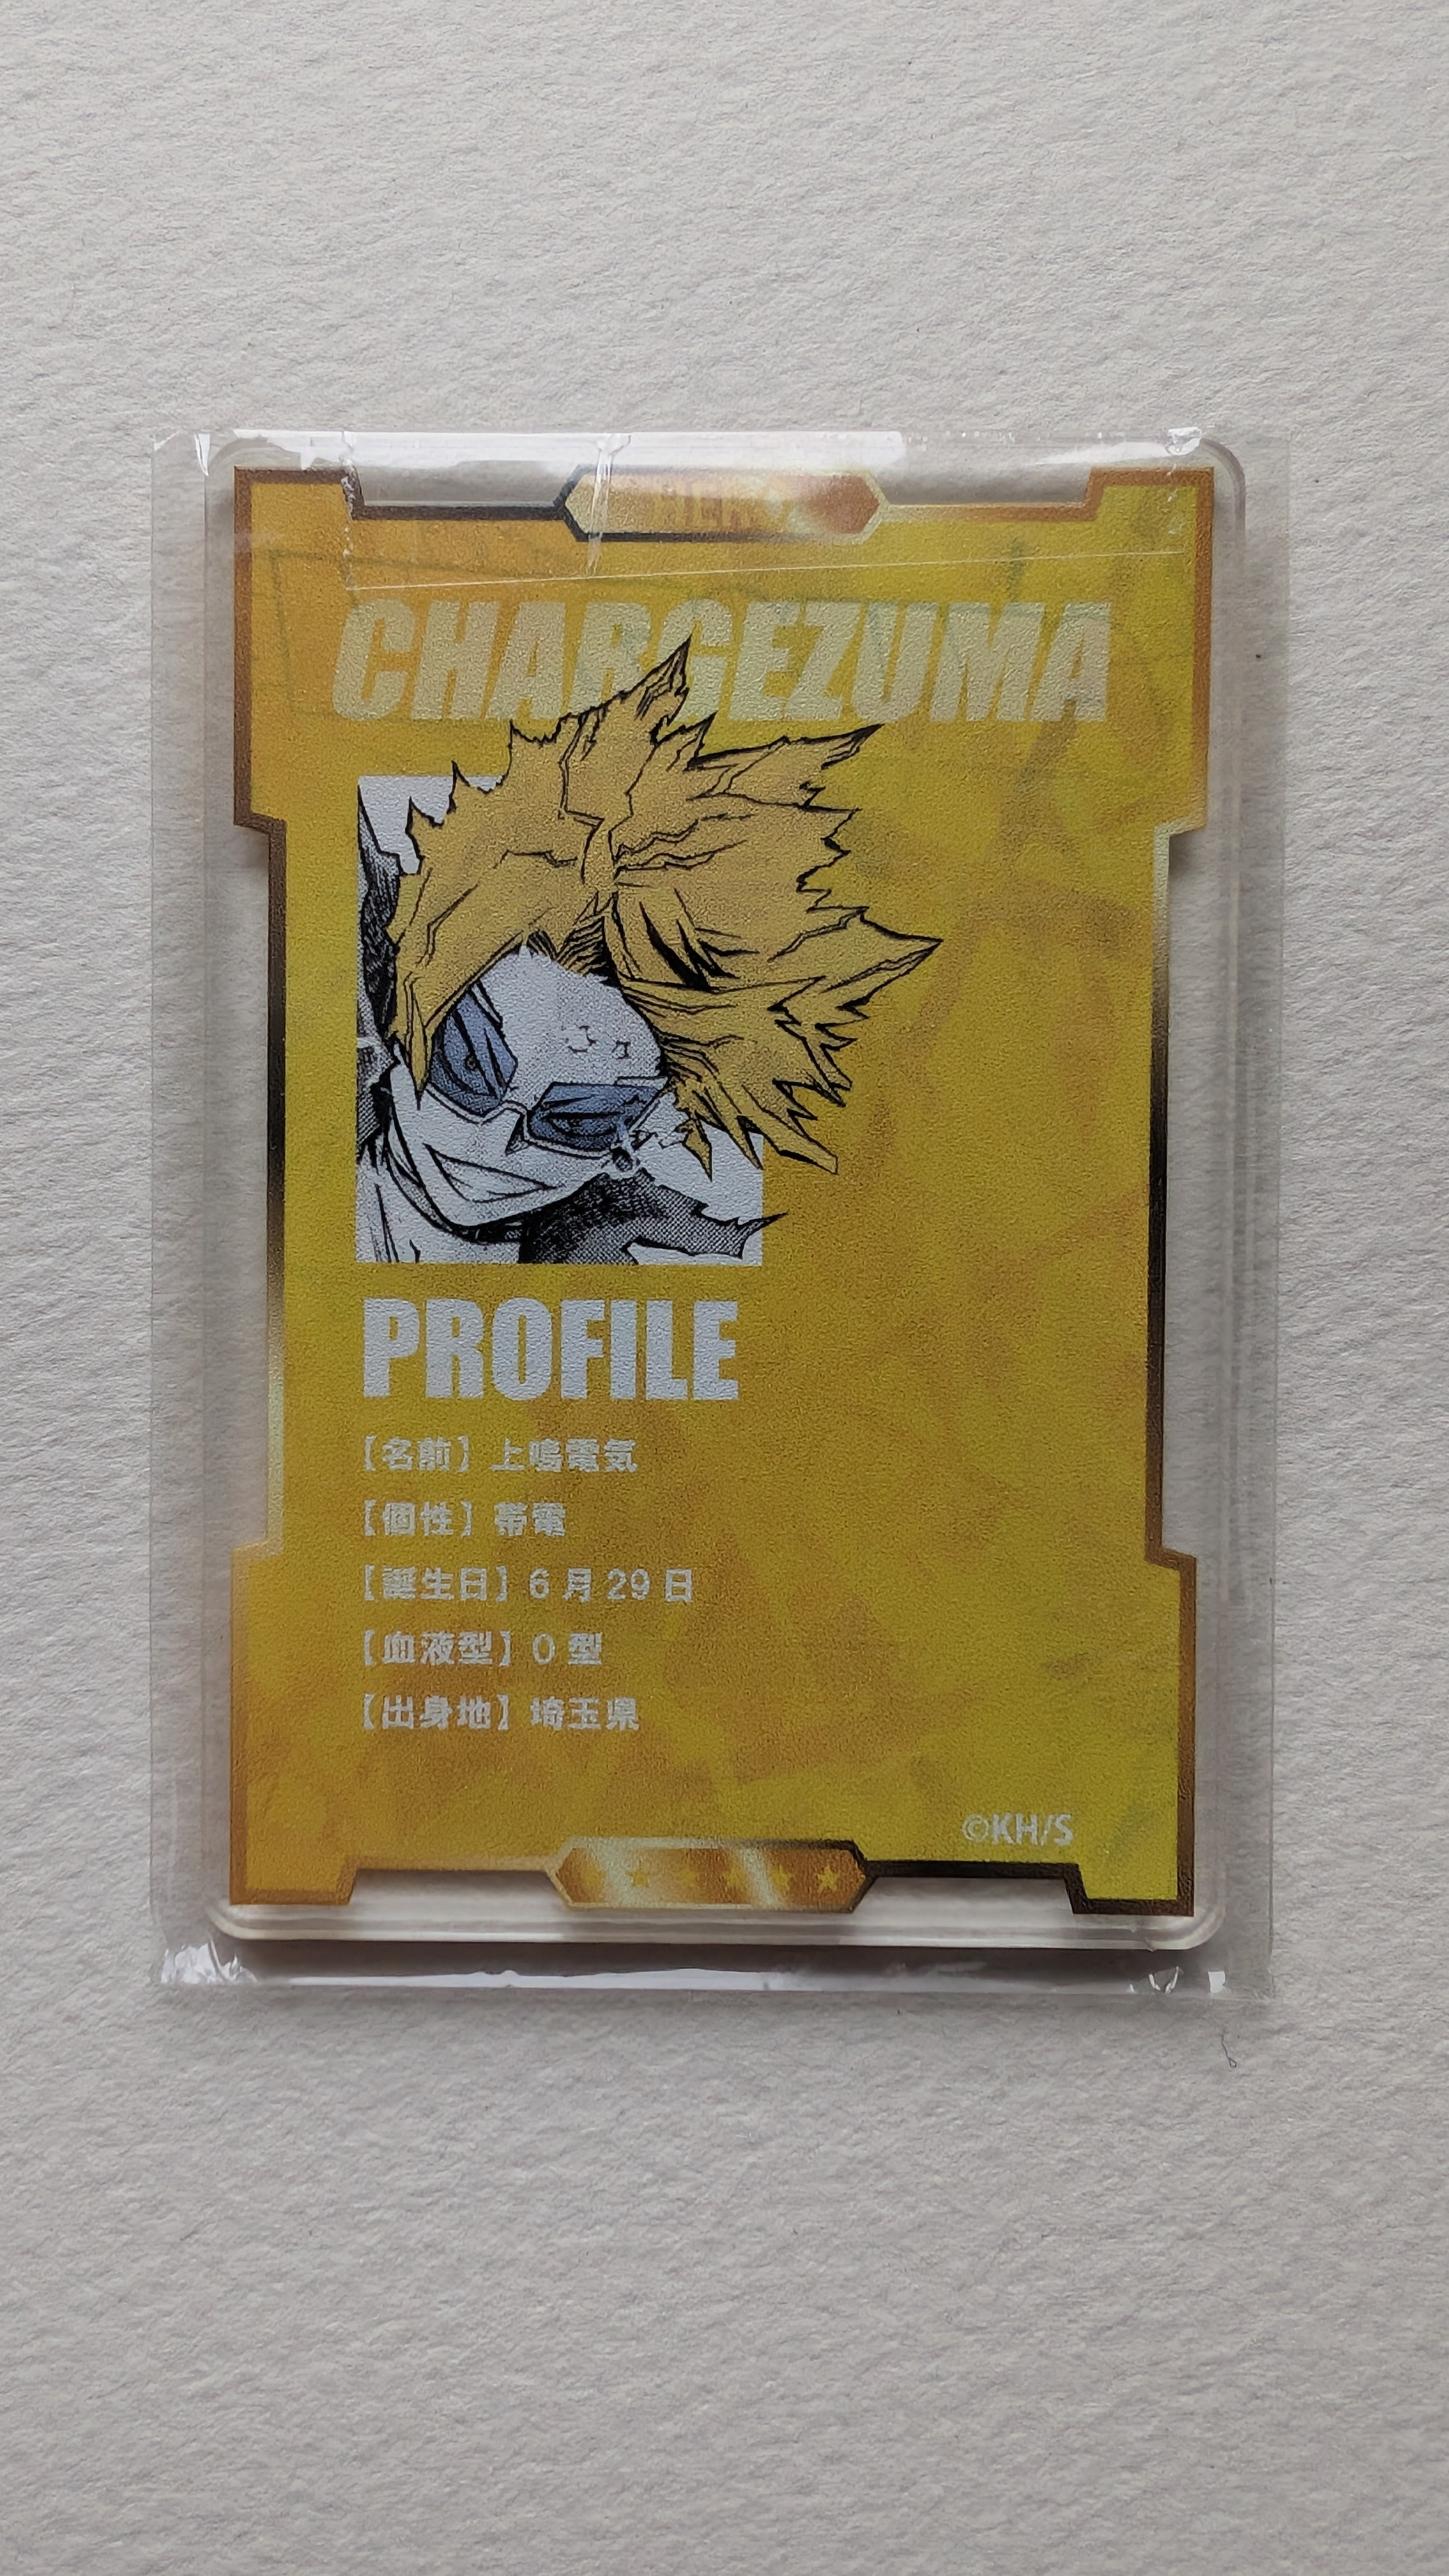 CHARGEZUMA
PROFILE
【名前】上鳴電気
【個性】帯電
【誕生日】6月29日
【血液型】O型
【出身地】埼玉県
©KH/S